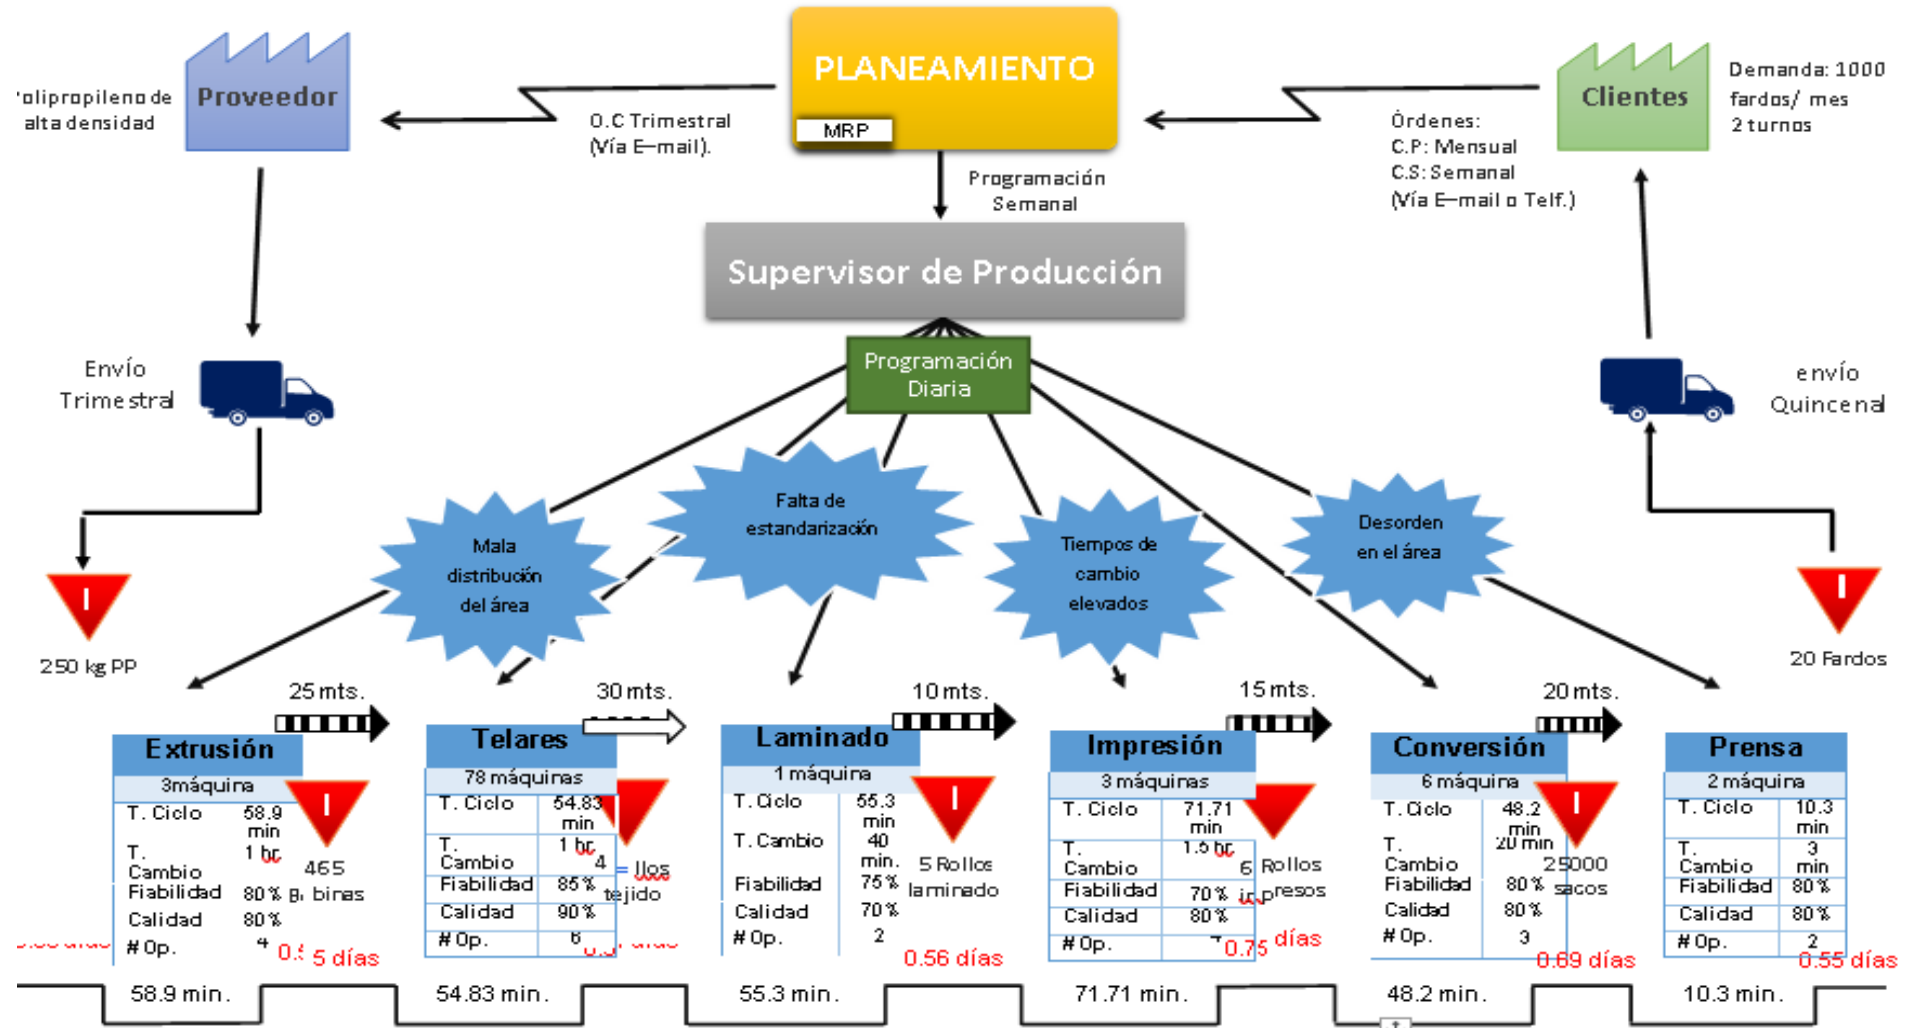 PLANEAMIENTO
MRP
Proveedor
olipropileno de
alta densidad
O.C Trimestral
(Vía E-mail).
Clientes
Demanda: 1000
fardos/ mes
2 turnos
Órdenes:
C.P: Mensual
C.S: Semanal
(Vía E-mail o Telf.)
Programación
Semanal
Supervisor de Producción
Programación
Diaria
Envío
Trimestral
envío
Quincenal
Mala
distribución
del área
Falta de
estandarización
Tiempos de
cambio
elevados
Desorden
en el área
I
250 kg PP
I
20 Fardos
25 mts.
30 mts.
10 mts.
15 mts.
20 mts.
Extrusión
3máquina
T. Ciclo 58.9
min
T.
Cambio 1 hr.
Fiabilidad 80%
Calidad 80%
# Op. 4
I
465
binas
5 días
Telares
78 máquinas
T. Ciclo 54.83
min
T.
Cambio 1 hr.
Fiabilidad 85%
Calidad 90%
# Op. 6
4
llos
tejido
Laminado
1 máquina
T. Ciclo 55.3
min
T. Cambio 40
min.
Fiabilidad 75%
Calidad 70%
# Op. 2
I
5 Rollos
laminado
0.56 días
Impresión
3 máquinas
T. Ciclo 71.71
min
T.
Cambio 1.5 hr.
Fiabilidad 70%
Calidad 80%
# Op.
6 Rollos
presos
0.75 días
Conversión
6 máquina
T. Ciclo 48.2
min
T.
Cambio 20 min
Fiabilidad 80%
Calidad 80%
# Op. 3
I
25000
sacos
0.69 días
Prensa
2 máquina
T. Ciclo 10.3
min
T.
Cambio 3
min
Fiabilidad 80%
Calidad 80%
# Op. 2
0.55 días
58.9 min.
54.83 min.
55.3 min.
71.71 min.
48.2 min.
10.3 min.